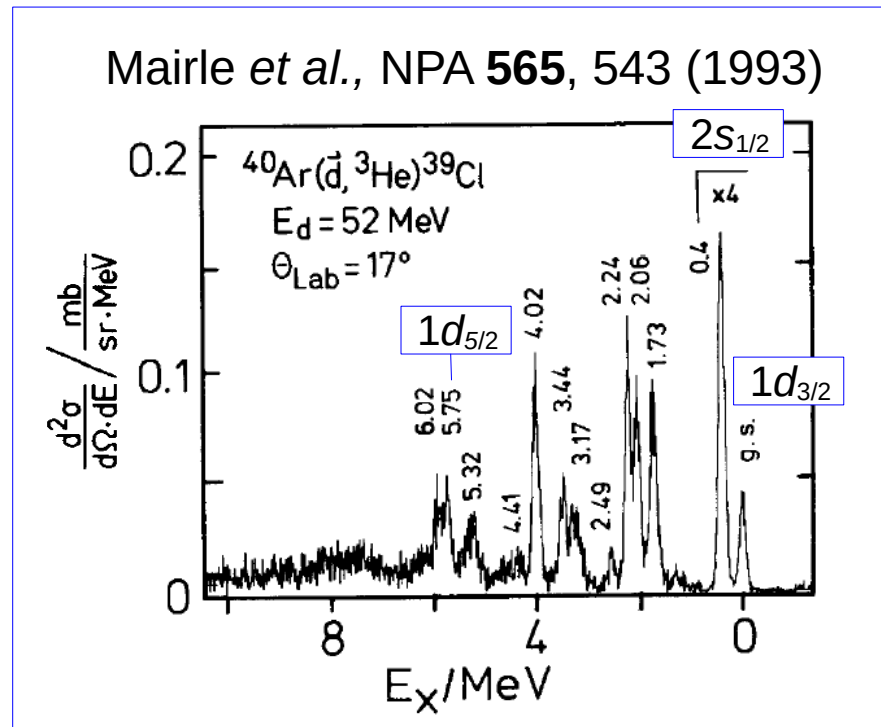 Mairle et al., NPA 565, 543 (1993)
2s1/2
0.2
⁴⁰Ar(d⃗, ³He)³⁹Cl
E_d = 52 MeV
Θ_Lab = 17°
x4
0.4
2.24
2.06
4.02
1d5/2
1.73
1d3/2
0.1
6.02
5.75
3.44
3.17
g.s.
5.32
4.41
2.49
d²σ
dΩ·dE
/
mb
sr·MeV
0
8
4
0
E_x/MeV